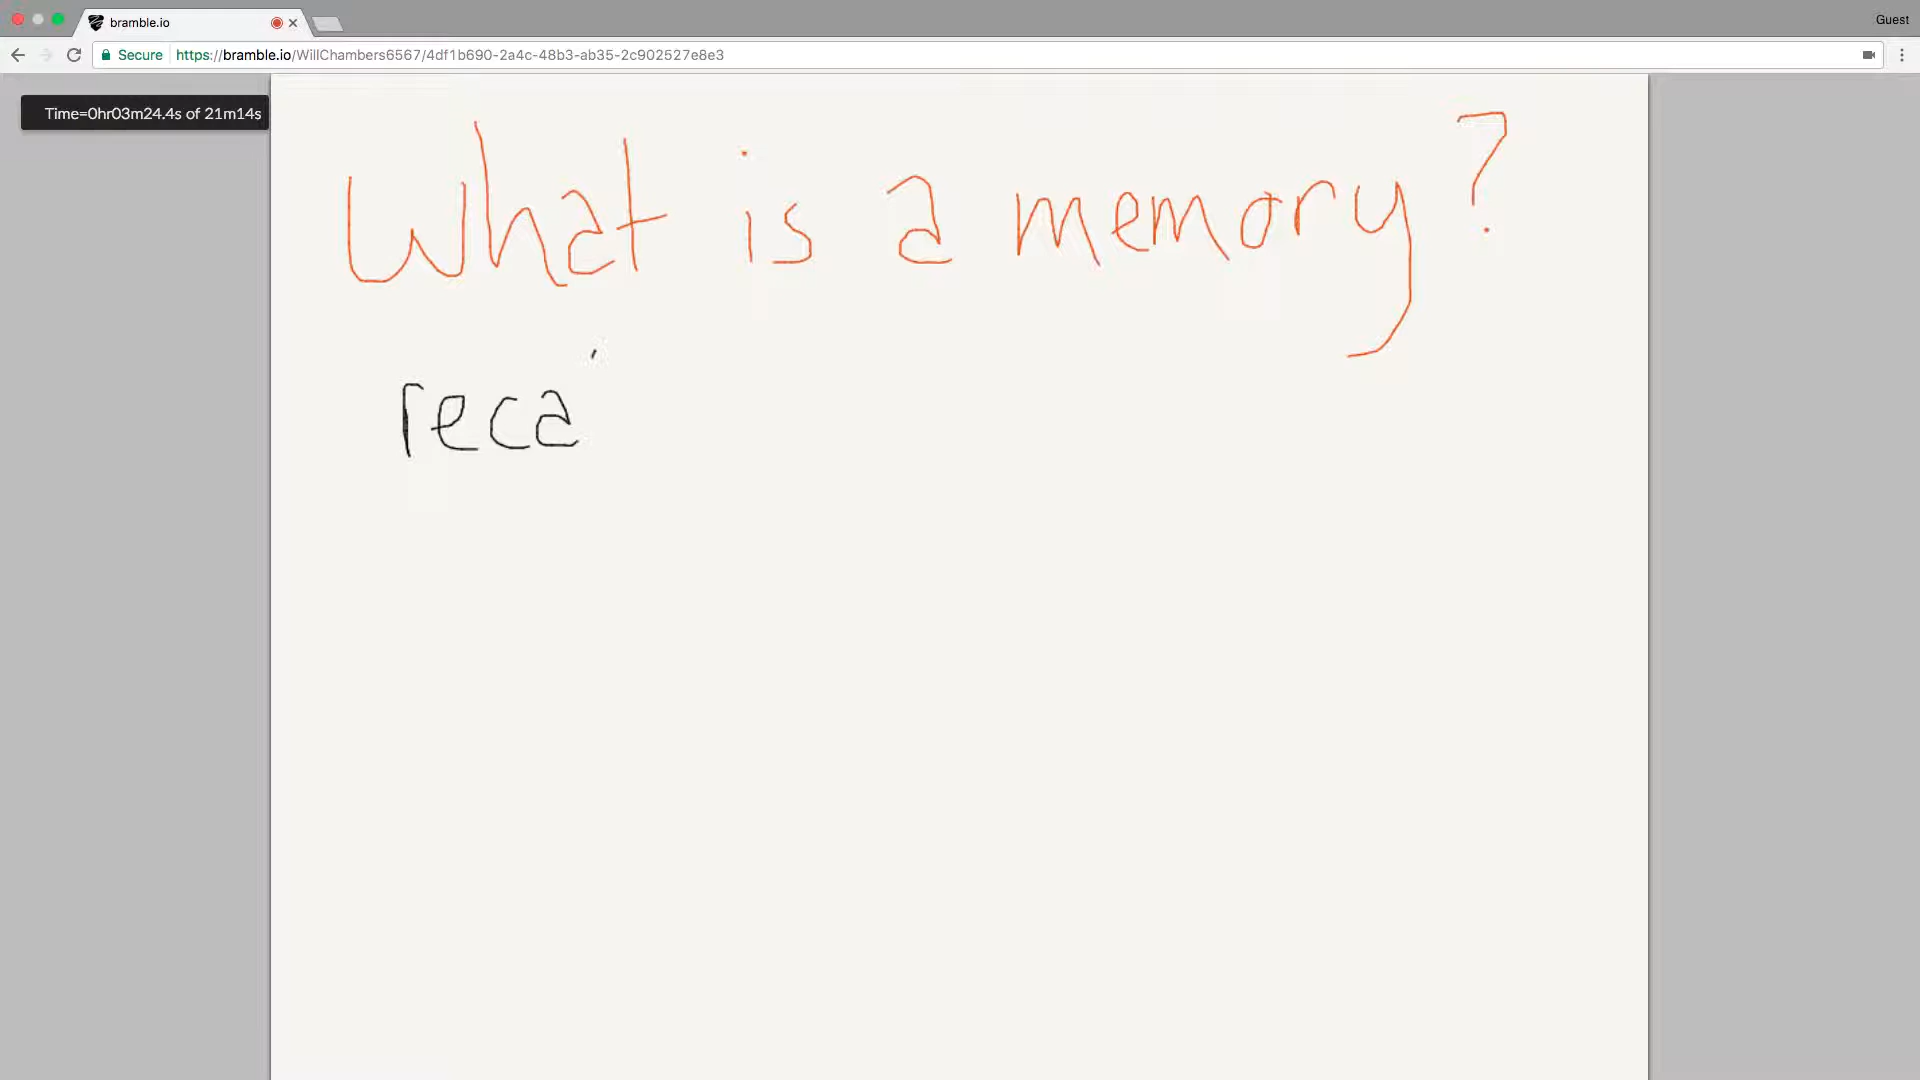 bramble.io
Guest
Secure https://bramble.io/WillChambers6567/4df1b690-2a4c-48b3-ab35-2c902527e8e3
Time=0hr03m24.4s of 21m14s
What is a memory?
reca